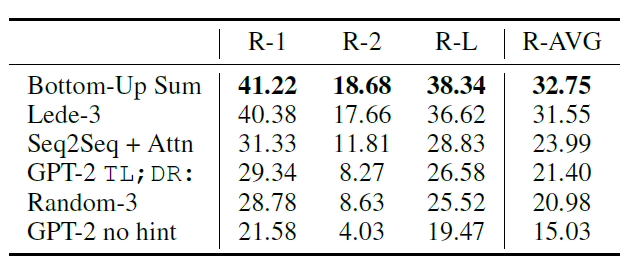 R-1 R-2 R-L R-AVG
Bottom-Up Sum 41.22 18.68 38.34 32.75
Lede-3 40.38 17.66 36.62 31.55
Seq2Seq + Attn 31.33 11.81 28.83 23.99
GPT-2 TL;DR: 29.34 8.27 26.58 21.40
Random-3 28.78 8.63 25.52 20.98
GPT-2 no hint 21.58 4.03 19.47 15.03